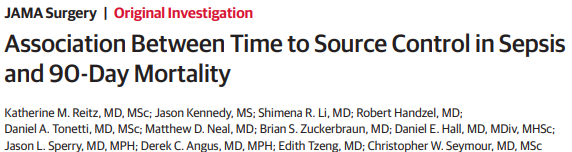 JAMA Surgery | Original Investigation
Association Between Time to Source Control in Sepsis
and 90-Day Mortality
Katherine M. Reitz, MD, MSc; Jason Kennedy, MS; Shimena R. Li, MD; Robert Handzel, MD;
Daniel A. Tonetti, MD, MSc; Matthew D. Neal, MD; Brian S. Zuckerbraun, MD; Daniel E. Hall, MD, MDiv, MHSc;
Jason L. Sperry, MD, MPH; Derek C. Angus, MD, MPH; Edith Tzeng, MD; Christopher W. Seymour, MD, MSc